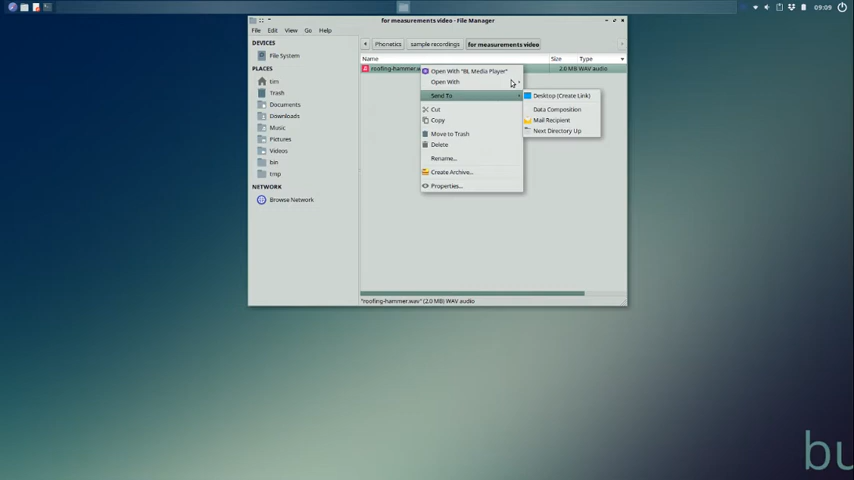 09:09
for measurements video - File Manager
File Edit View Go Help
Phonetics sample recordings for measurements video
DEVICES
File System
PLACES
tim
Trash
Documents
Downloads
Music
Pictures
Videos
bin
tmp
NETWORK
Browse Network
Name Size Type
roofing-hammer.w 2.0 MB WAV audio
Open With "BL Media Player"
Open With
Send To
Cut
Copy
Move to Trash
Delete
Rename...
Create Archive...
Properties...
Desktop (Create Link)
Data Composition
Mail Recipient
Next Directory Up
"roofing-hammer.wav" (2.0 MB) WAV audio
bu